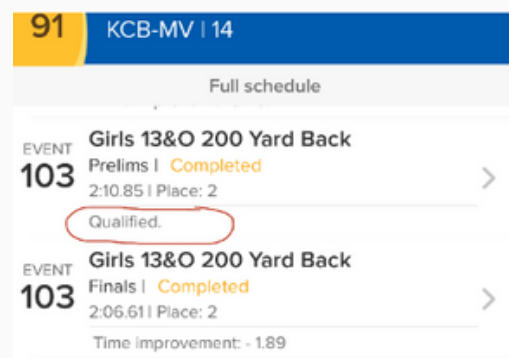 91
KCB-MV | 14
Full schedule
EVENT
103
Girls 13&O 200 Yard Back
Prelims | Completed
2:10.85 | Place: 2
Qualified.
EVENT
103
Girls 13&O 200 Yard Back
Finals | Completed
2:06.61 | Place: 2
Time improvement: - 1.89